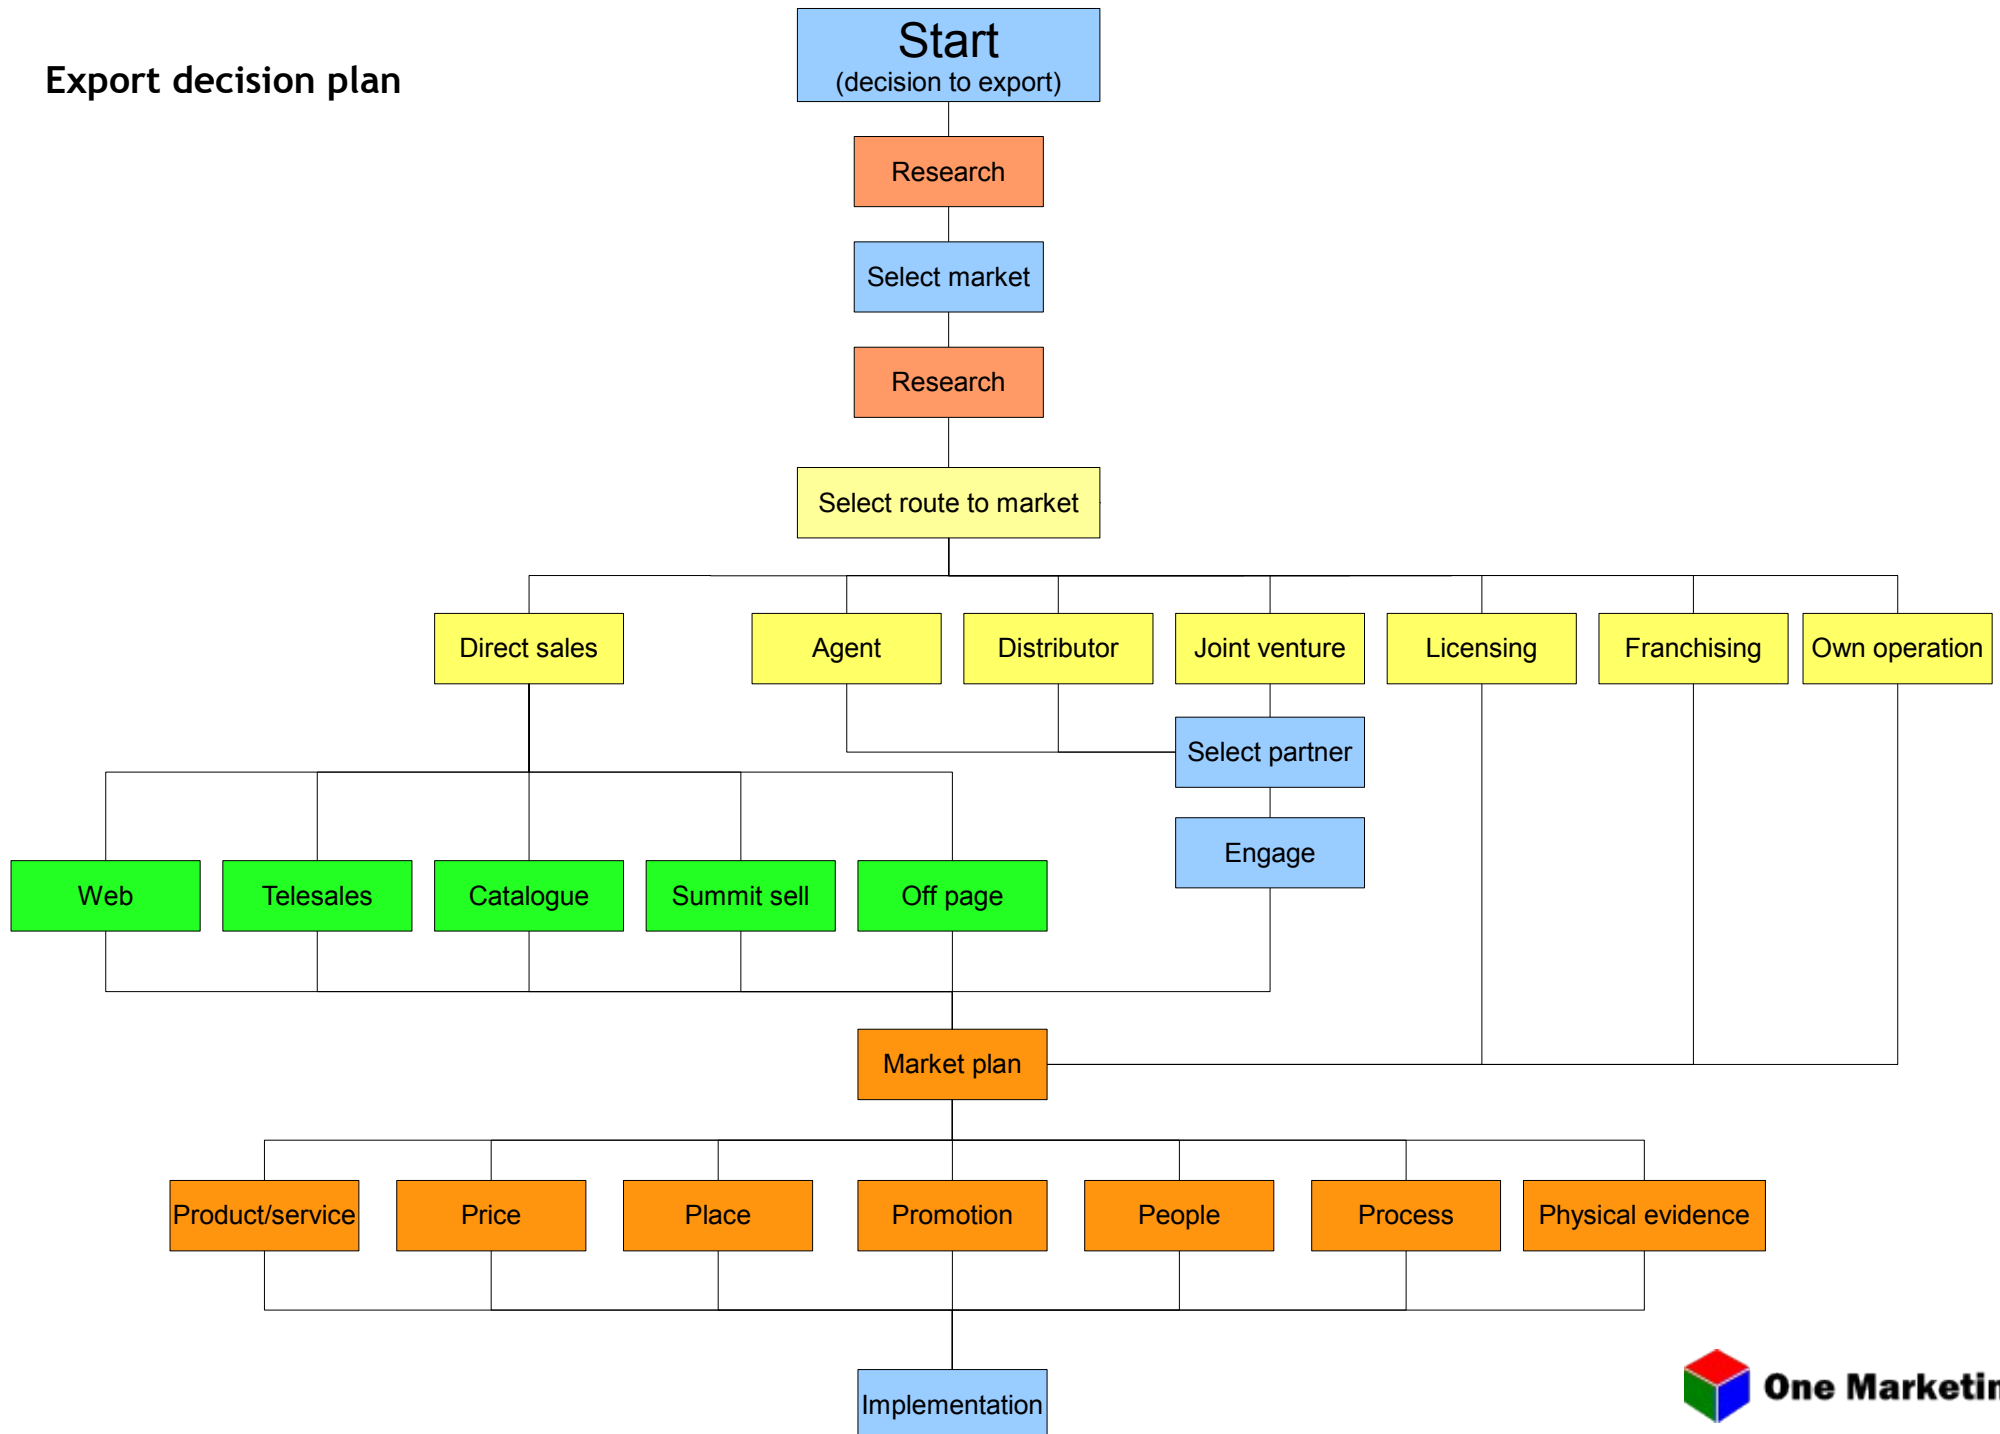 Export decision plan
Start
(decision to export)
Research
Select market
Research
Select route to market
Direct sales
Agent
Distributor
Joint venture
Licensing
Franchising
Own operation
Select partner
Engage
Web
Telesales
Catalogue
Summit sell
Off page
Market plan
Product/service
Price
Place
Promotion
People
Process
Physical evidence
Implementation
One Marketin